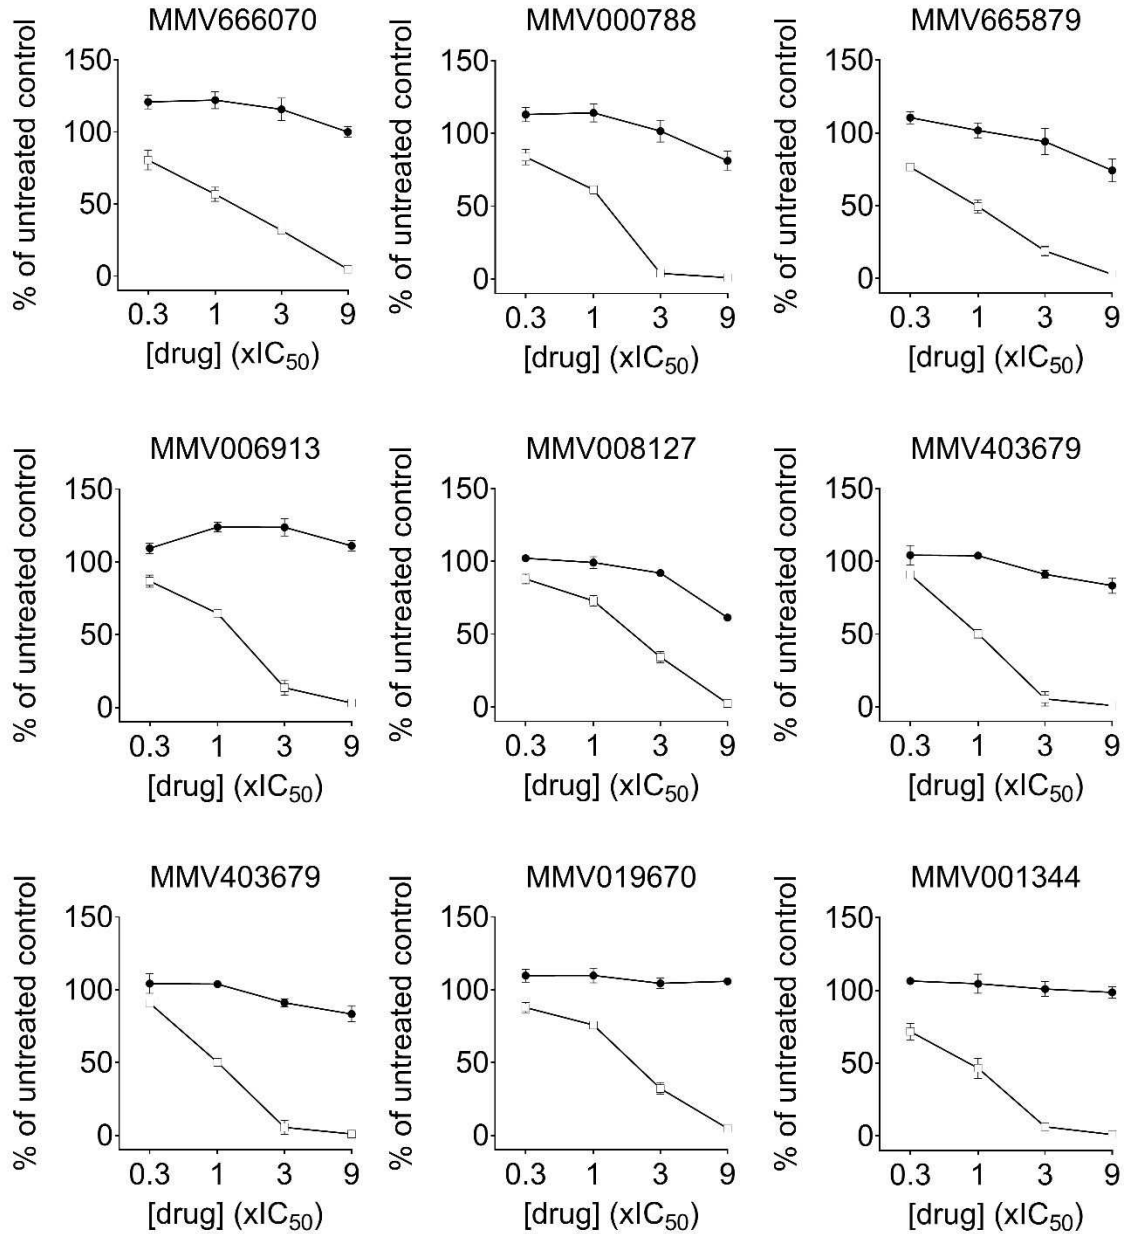 MMV666070
% of untreated control
150
100
50
0
0.3 1 3 9
[drug] (xIC50)
MMV000788
% of untreated control
150
100
50
0
0.3 1 3 9
[drug] (xIC50)
MMV665879
% of untreated control
150
100
50
0
0.3 1 3 9
[drug] (xIC50)
MMV006913
% of untreated control
150
100
50
0
0.3 1 3 9
[drug] (xIC50)
MMV008127
% of untreated control
150
100
50
0
0.3 1 3 9
[drug] (xIC50)
MMV403679
% of untreated control
150
100
50
0
0.3 1 3 9
[drug] (xIC50)
MMV403679
% of untreated control
150
100
50
0
0.3 1 3 9
[drug] (xIC50)
MMV019670
% of untreated control
150
100
50
0
0.3 1 3 9
[drug] (xIC50)
MMV001344
% of untreated control
150
100
50
0
0.3 1 3 9
[drug] (xIC50)